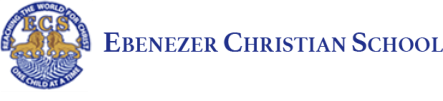 REACHING THE WORLD FOR CHRIST
ECS
ONE CHILD AT A TIME
EBENEZER CHRISTIAN SCHOOL